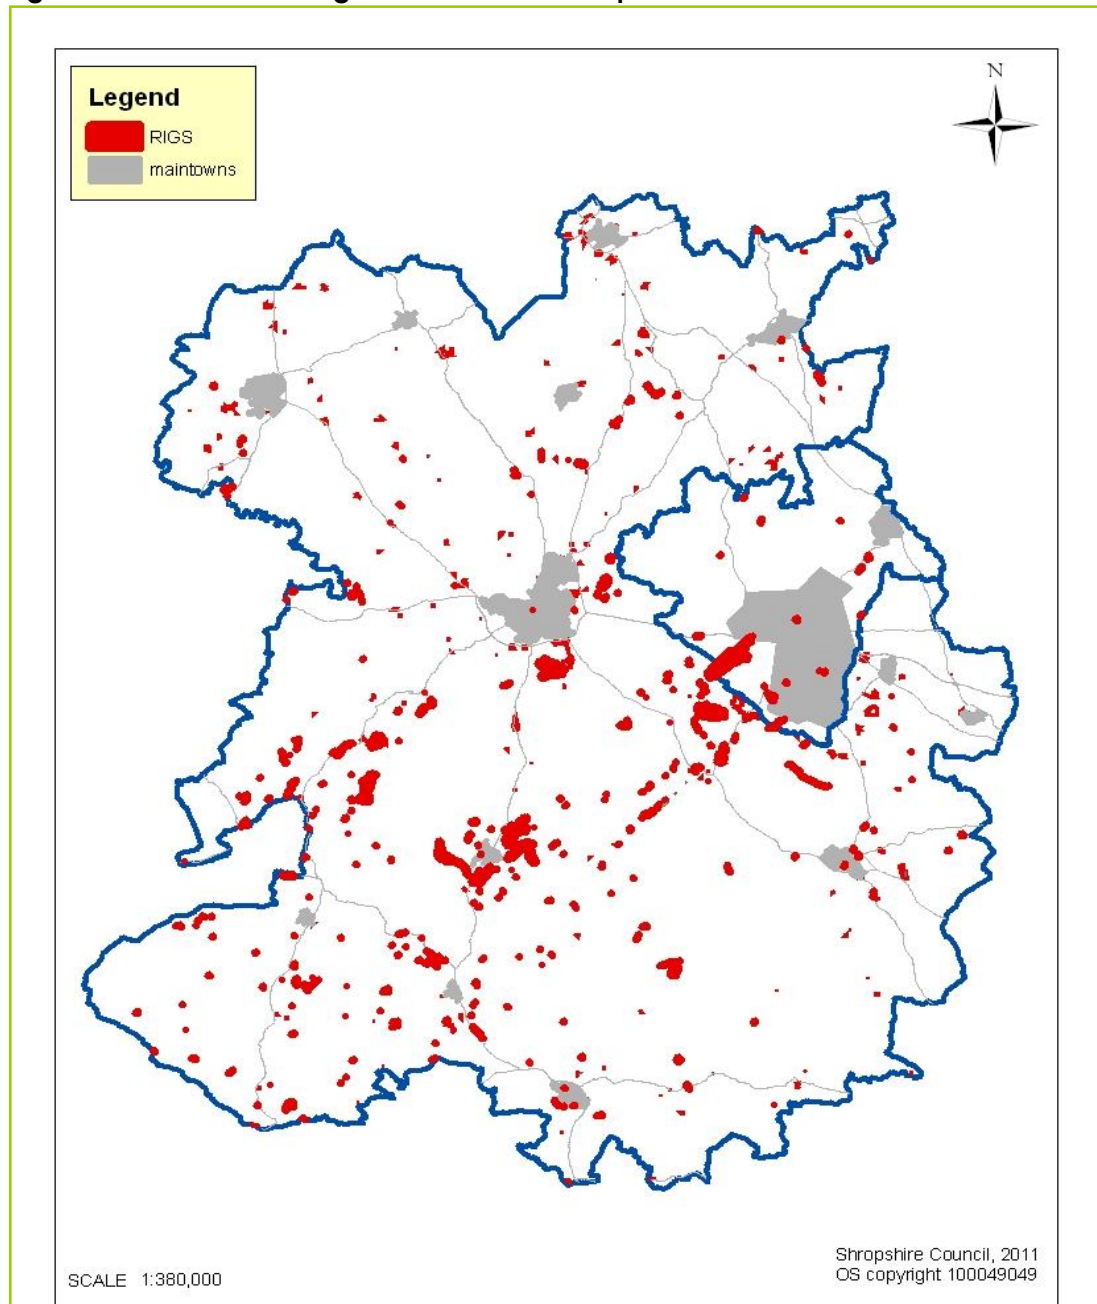 Legend
RIGS
maintowns
N
SCALE 1:380,000
Shropshire Council, 2011
OS copyright 100049049